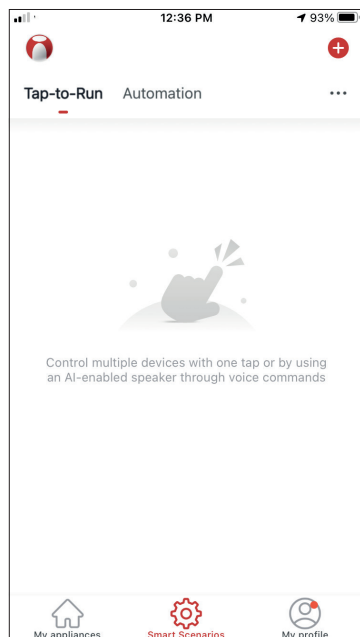 12:36 PM
93%
Tap-to-Run
Automation
Control multiple devices with one tap or by using
an AI-enabled speaker through voice commands
My appliances
Smart Scenarios
My profile